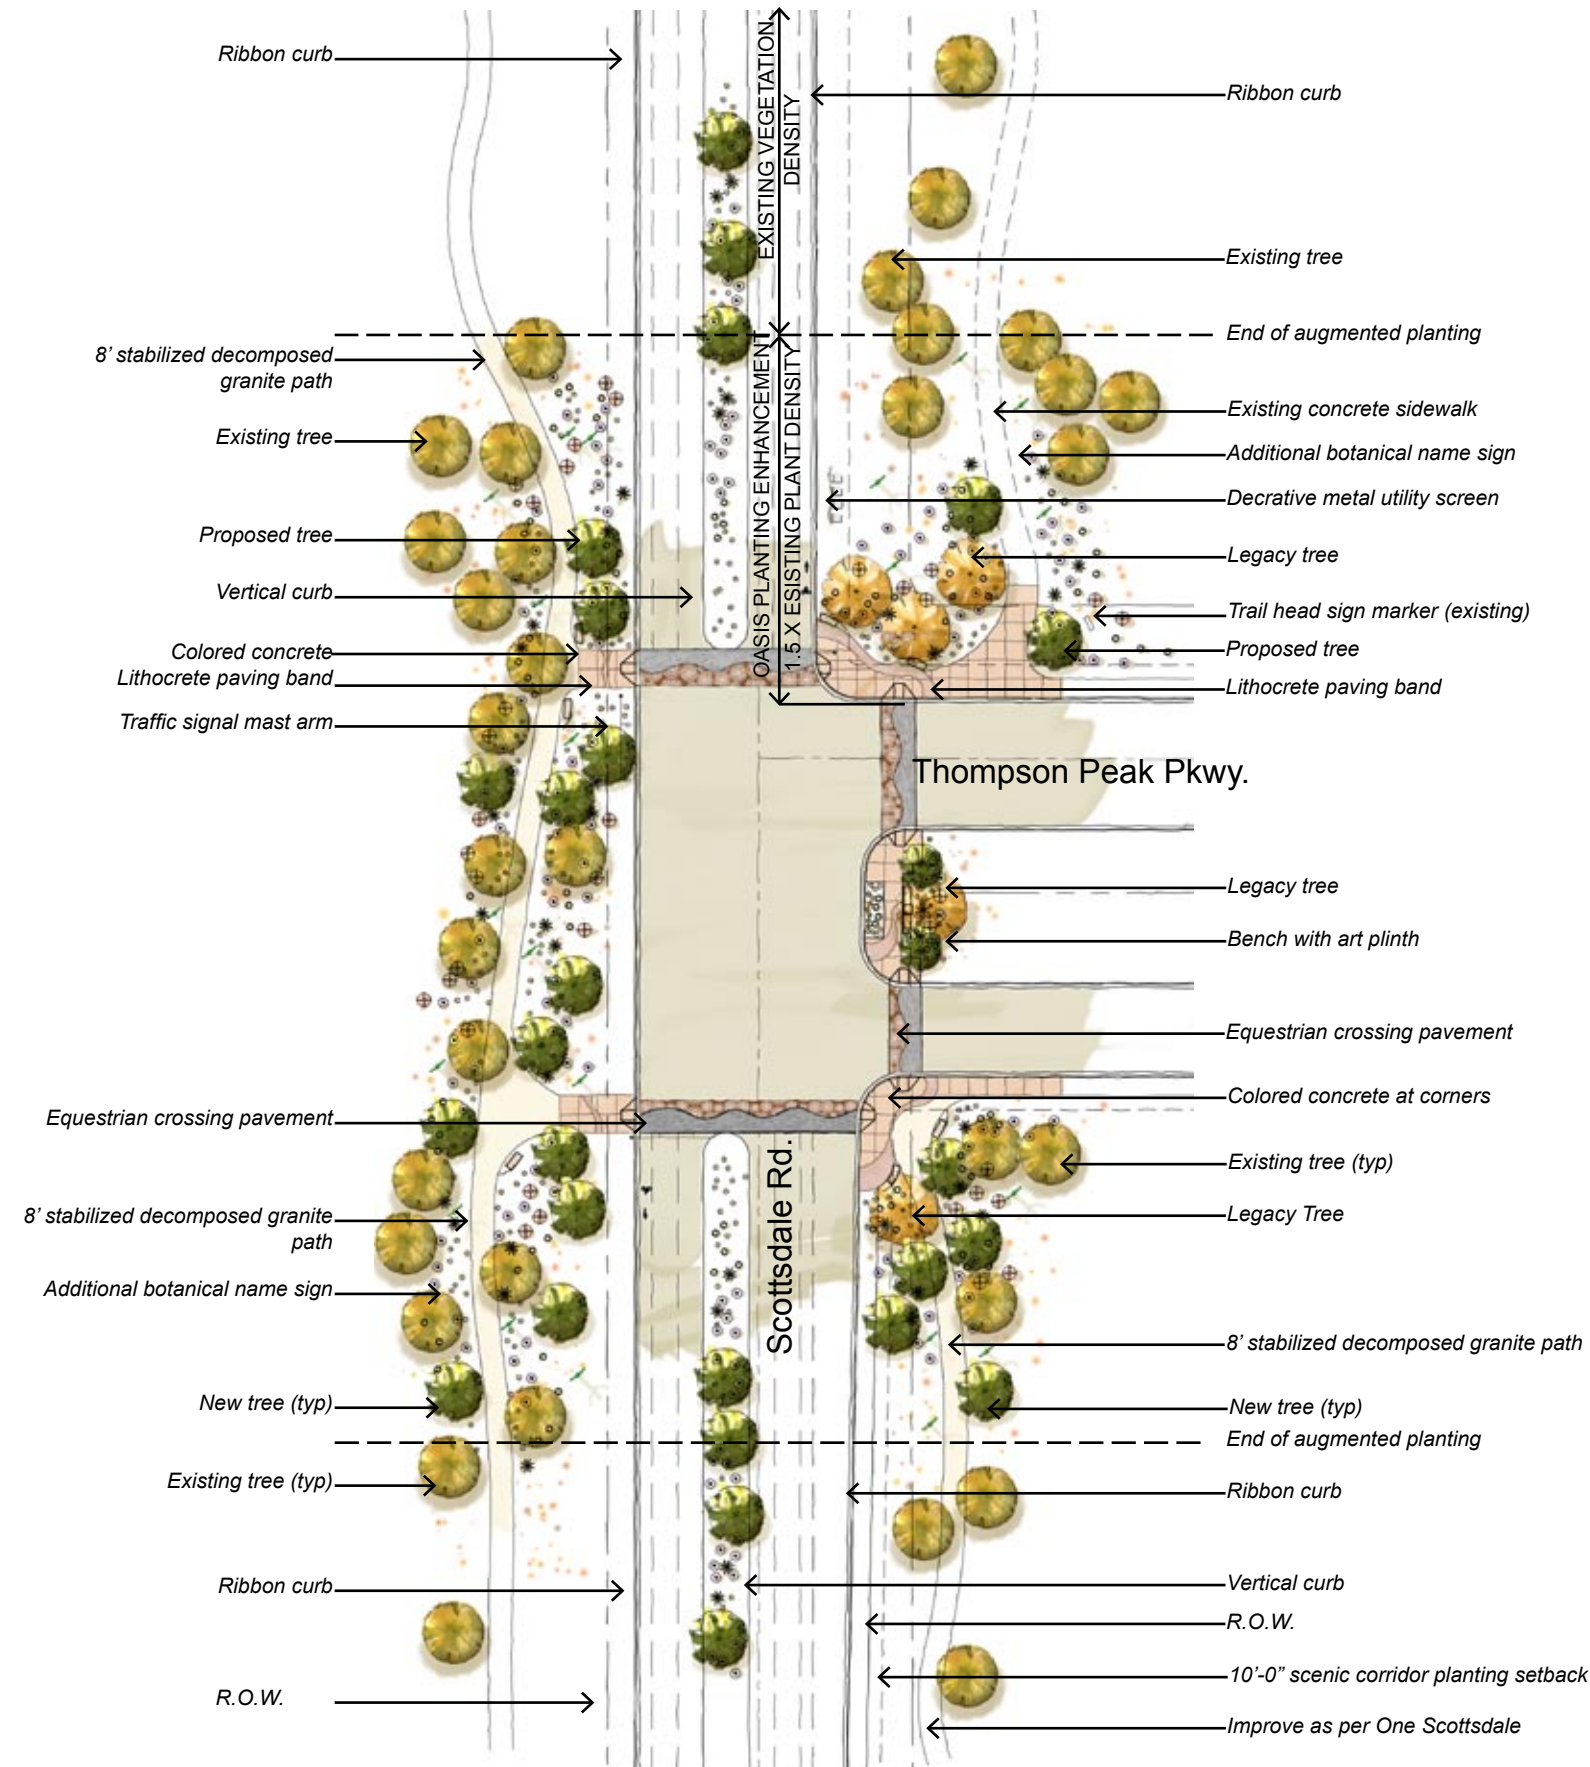 Ribbon curb
8’ stabilized decomposed
granite path
Existing tree
Proposed tree
Vertical curb
Colored concrete
Lithocrete paving band
Traffic signal mast arm
Equestrian crossing pavement
8’ stabilized decomposed granite
path
Additional botanical name sign
New tree (typ)
Existing tree (typ)
Ribbon curb
R.O.W.
EXISTING VEGETATION
DENSITY
OASIS PLANTING ENHANCEMENT
1.5 X ESISTING PLANT DENSITY
Thompson Peak Pkwy.
Scottsdale Rd.
Ribbon curb
Existing tree
End of augmented planting
Existing concrete sidewalk
Additional botanical name sign
Decrative metal utility screen
Legacy tree
Trail head sign marker (existing)
Proposed tree
Lithocrete paving band
Legacy tree
Bench with art plinth
Equestrian crossing pavement
Colored concrete at corners
Existing tree (typ)
Legacy Tree
8’ stabilized decomposed granite path
New tree (typ)
End of augmented planting
Ribbon curb
Vertical curb
R.O.W.
10’-0” scenic corridor planting setback
Improve as per One Scottsdale